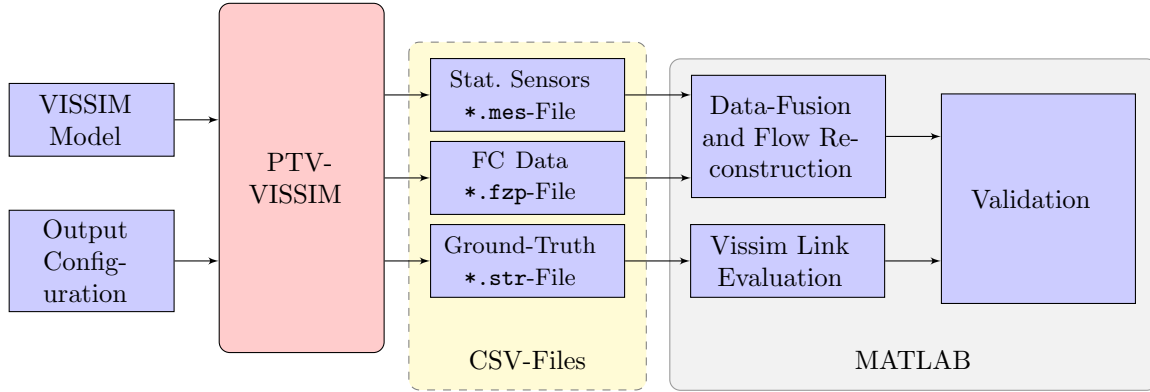 VISSIM
Model
Output
Config-
uration
PTV-
VISSIM
Stat. Sensors
*.mes-File
FC Data
*.fzp-File
Ground-Truth
*.str-File
CSV-Files
Data-Fusion
and Flow Re-
construction
Vissim Link
Evaluation
Validation
MATLAB